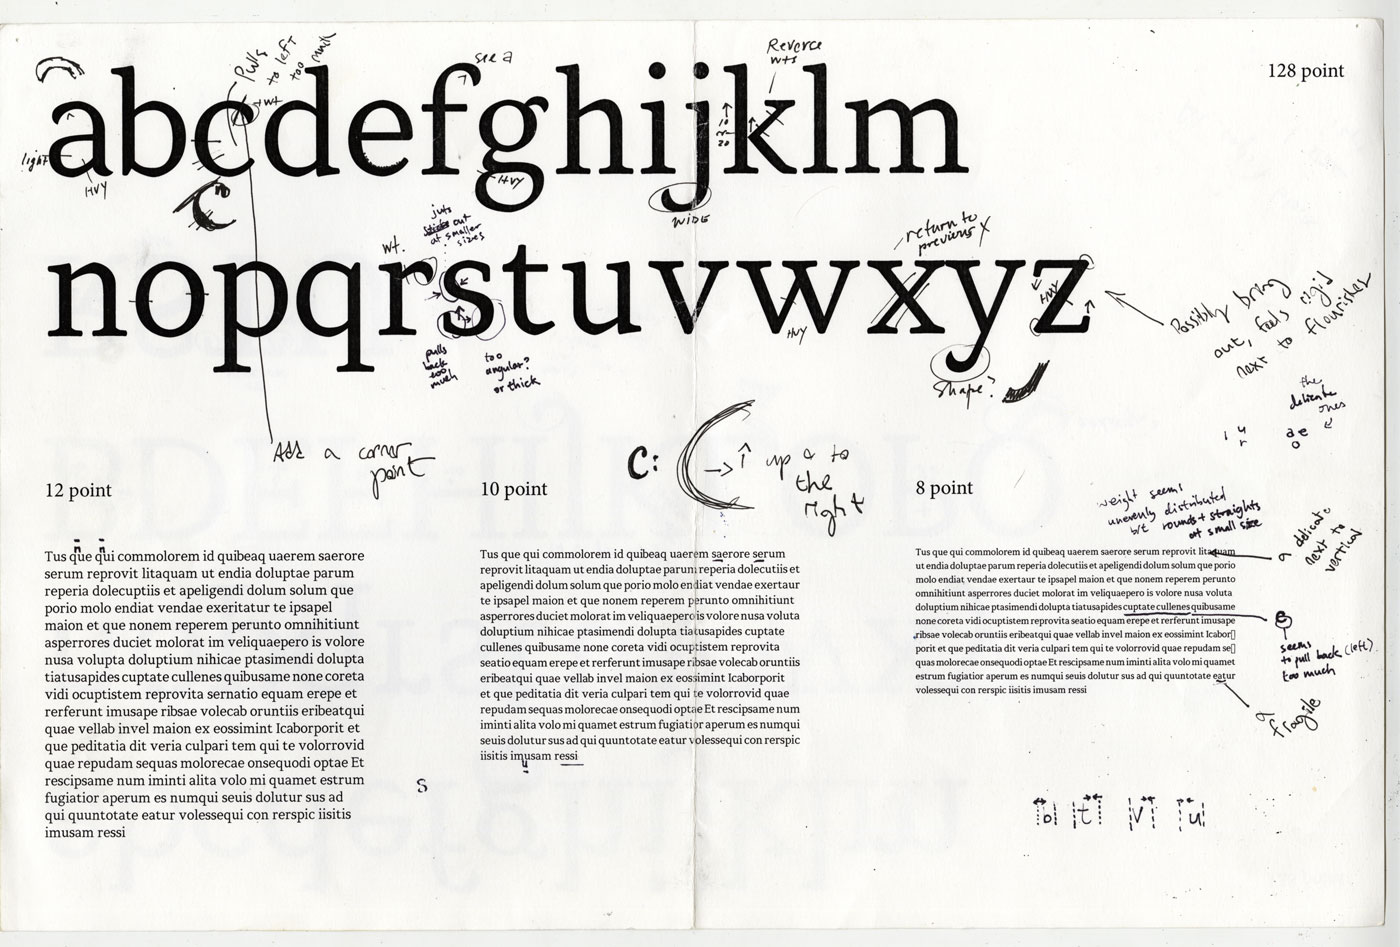 Pulls
to left
too much
+wt
see a
Reverse
wts
128 point
abcdefghijklm
light
HVY
HVY
10
20
WIDE
C
juts
out
at smaller
sizes
wt.
return to
previous X
nopqrstuvwxyz
HVY
HVY
Possibly bring
out, feels rigid
next to flourishes
pulls
back
too
much
too
angular?
or thick
shape?
the
delicate
ones
i u
r
a e
o
Add a corner
point
C: → ↑ up & to
the
right
12 point
10 point
8 point
weight seems
unevenly distributed
b/t rounds + straights
at small size
a delicate
next to
vertical
Tus que qui commolorem id quibeaq uaerem saerore
serum reprovit litaquam ut endia doluptae parum
reperia dolecuptiis et apeligendi dolum solum que
porio molo endiat vendae exeritatur te ipsapel
maion et que nonem reperem perunto omnihitiunt
asperrores duciet molorat im veliquaepero is volore
nusa volupta doluptium nihicae ptasimendi dolupta
tiatusapides cuptate cullenes quibusame none coreta
vidi ocuptistem reprovita sernatio equam erepe et
rerferunt imusape ribsae volecab oruntiis eribeatqui
quae vellab invel maion ex eossimint Icaborporit et
que peditatia dit veria culpari tem qui te volorrovid
quae repudam sequas molorecae onsequodi optae Et
rescipsame num iminti alita volo mi quamet estrum
fugiatior aperum es numqui seuis dolutur sus ad
qui quuntotate eatur volessequi con rerspic iisitis
imusam ressi
s
Tus que qui commolorem id quibeaq uaerem saerore serum
reprovit litaquam ut endia doluptae parum reperia dolecutiis et
apeligendi dolum solum que porio molo endiat vendae exertaur
te ipsapel maion et que nonem reperem perunto omnihitiunt
asperrores duciet molorat im veliquaepero is volore nusa voluta
doluptium nihicae ptasimendi dolupta tiatusapides cuptate
cullenes quibusame none coreta vidi ocuptistem reprovita
seatio equam erepe et rerferunt imusape ribsae volecab oruntiis
eribeatqui quae vellab invel maion ex eossimint Icaborporit
et que peditatia dit veria culpari tem qui te volorrovid quae
repudam sequas molorecae onsequodi optae Et rescipsame num
iminti alita volo mi quamet estrum fugiatior aperum es numqui
seuis dolutur sus ad qui quuntotate eatur volessequi con rerspic
iisitis imusam ressi
u
Tus que qui commolorem id quibeaq uaerem saerore serum reprovit litaquam
ut endia doluptae parum reperia dolecutiis et apeligendi dolum solum que
porio molo endiat vendae exertaur te ipsapel maion et que nonem reperem perunto
omnihitiunt asperrores duciet molorat im veliquaepero is volore nusa voluta
doluptium nihicae ptasimendi dolupta tiatusapides cuptate cullenes quibusame
none coreta vidi ocuptistem reprovita seatio equam erepe et rerferunt imusape
ribsae volecab oruntiis eribeatqui quae vellab invel maion ex eossimint Icabor
porit et que peditatia dit veria culpari tem qui te volorrovid quae repudam se
quas molorecae onsequodi optae Et rescipsame num iminti alita volo mi quamet
estrum fugiatior aperum es numqui seuis dolutur sus ad qui quuntotate eatur
volessequi con rerspic iisitis imusam ressi
e
seems
to pull back (left)
too much
a
fragile
b t v u